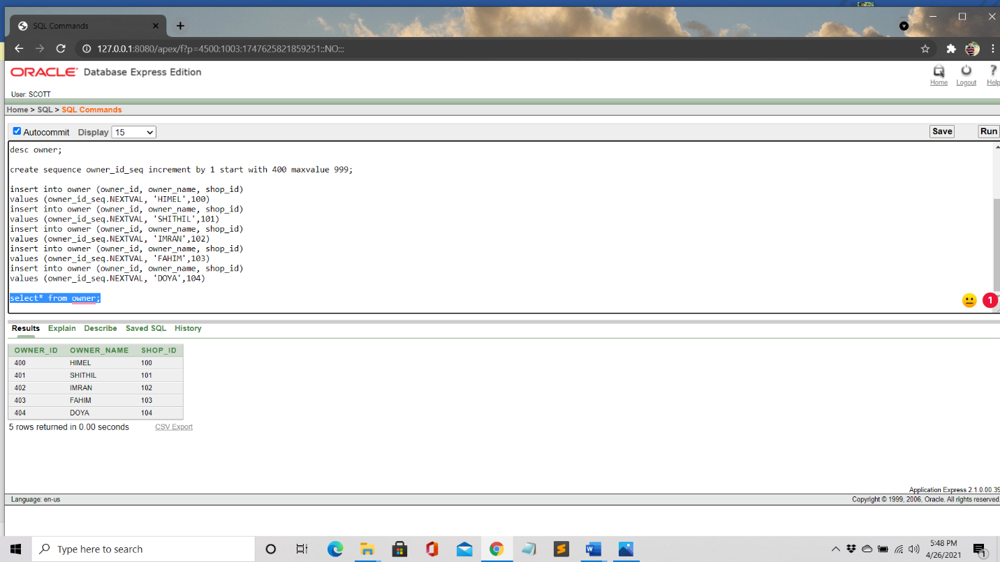 SQL Commands
127.0.0.1:8080/apex/f?p=4500:1003:1747625821859251::NO:::
ORACLE Database Express Edition
Home Logout Help
User: SCOTT
Home > SQL > SQL Commands
Autocommit Display 15 Save Run
desc owner;
create sequence owner_id_seq increment by 1 start with 400 maxvalue 999;
insert into owner (owner_id, owner_name, shop_id)
values (owner_id_seq.NEXTVAL, 'HIMEL',100)
insert into owner (owner_id, owner_name, shop_id)
values (owner_id_seq.NEXTVAL, 'SHITHIL',101)
insert into owner (owner_id, owner_name, shop_id)
values (owner_id_seq.NEXTVAL, 'IMRAN',102)
insert into owner (owner_id, owner_name, shop_id)
values (owner_id_seq.NEXTVAL, 'FAHIM',103)
insert into owner (owner_id, owner_name, shop_id)
values (owner_id_seq.NEXTVAL, 'DOYA',104)
select* from owner;
1
Results Explain Describe Saved SQL History
OWNER_ID OWNER_NAME SHOP_ID
400 HIMEL 100
401 SHITHIL 101
402 IMRAN 102
403 FAHIM 103
404 DOYA 104
5 rows returned in 0.00 seconds CSV Export
Application Express 2.1.0.00.39
Language: en-us Copyright © 1999, 2006, Oracle. All rights reserved.
Type here to search
5:48 PM
4/26/2021
1